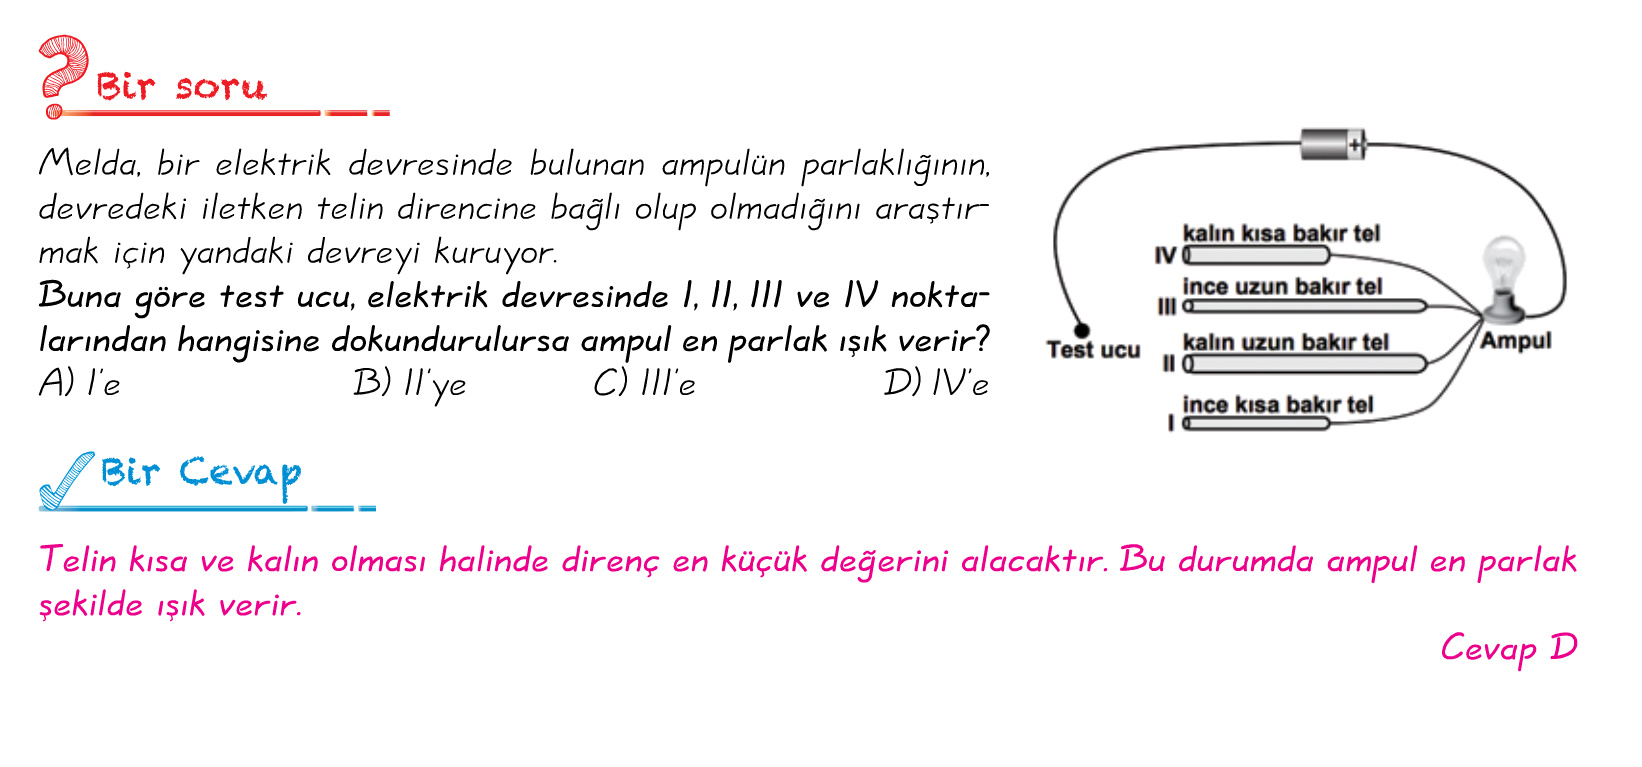 Bir soru
Melda, bir elektrik devresinde bulunan ampulün parlaklığının,
devredeki iletken telin direncine bağlı olup olmadığını araştır-
mak için yandaki devreyi kuruyor.
Buna göre test ucu, elektrik devresinde I, II, III ve IV nokta-
larından hangisine dokundurulursa ampul en parlak ışık verir?
A) I'e B) II'ye C) III'e D) IV'e
+
kalın kısa bakır tel
IV
ince uzun bakır tel
III
kalın uzun bakır tel
II
ince kısa bakır tel
I
Test ucu
Ampul
Bir Cevap
Telin kısa ve kalın olması halinde direnç en küçük değerini alacaktır. Bu durumda ampul en parlak
şekilde ışık verir.
Cevap D